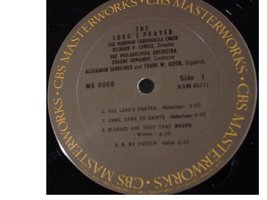 CBS MASTERWORKS · CBS MASTERWORKS · CBS MASTERWORKS ·
THE
LORD'S PRAYER
THE MORMON TABERNACLE CHOIR
RICHARD P. CONDIE, Director
THE PHILADELPHIA ORCHESTRA
EUGENE ORMANDY, Conductor
ALEXANDER SCHREINER and FRANK W. ASPER, Organists
MS 6068
Side 1
XSM
1. THE LORD'S PRAYER
2. COME, COME YE SAINTS
3. BLESSED ARE THEY THAT MOURN
4. O, MY FATHER